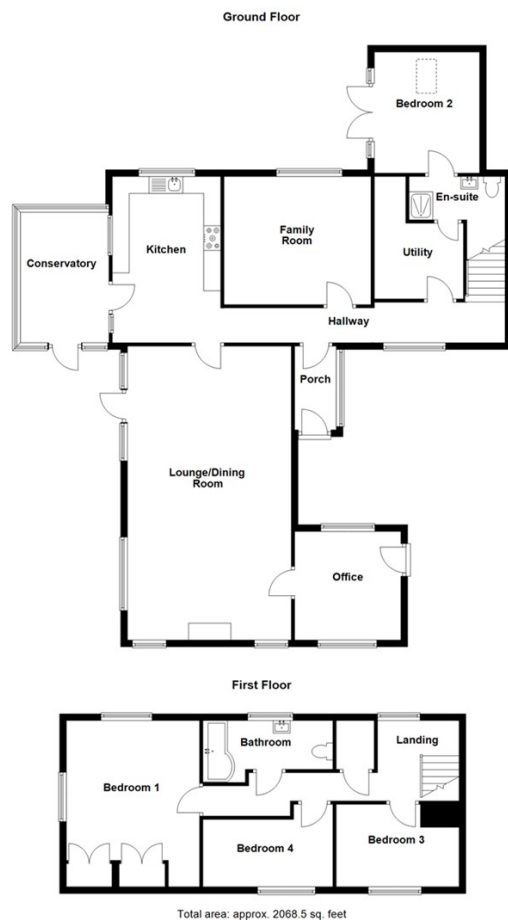 Ground Floor
Bedroom 2
En-suite
Family
Room
Kitchen
Utility
Conservatory
Hallway
Porch
Lounge/Dining
Room
Office
First Floor
Bathroom
Landing
Bedroom 1
Bedroom 3
Bedroom 4
Total area: approx. 2068.5 sq. feet